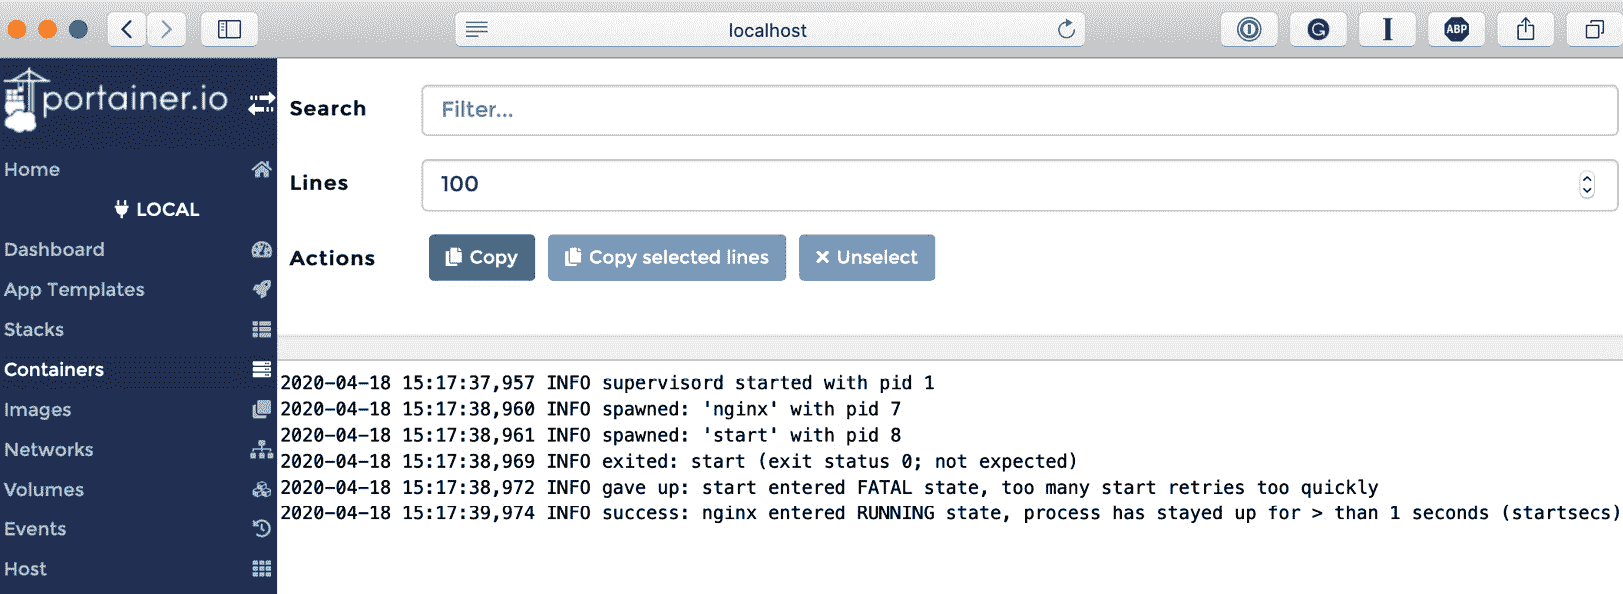 localhost
ABP
portainer.io
Home
LOCAL
Dashboard
App Templates
Stacks
Containers
Images
Networks
Volumes
Events
Host
Search
Filter...
Lines
100
Actions
Copy
Copy selected lines
Unselect
2020-04-18 15:17:37,957 INFO supervisord started with pid 1
2020-04-18 15:17:38,960 INFO spawned: 'nginx' with pid 7
2020-04-18 15:17:38,961 INFO spawned: 'start' with pid 8
2020-04-18 15:17:38,969 INFO exited: start (exit status 0; not expected)
2020-04-18 15:17:38,972 INFO gave up: start entered FATAL state, too many start retries too quickly
2020-04-18 15:17:39,974 INFO success: nginx entered RUNNING state, process has stayed up for > than 1 seconds (startsecs)